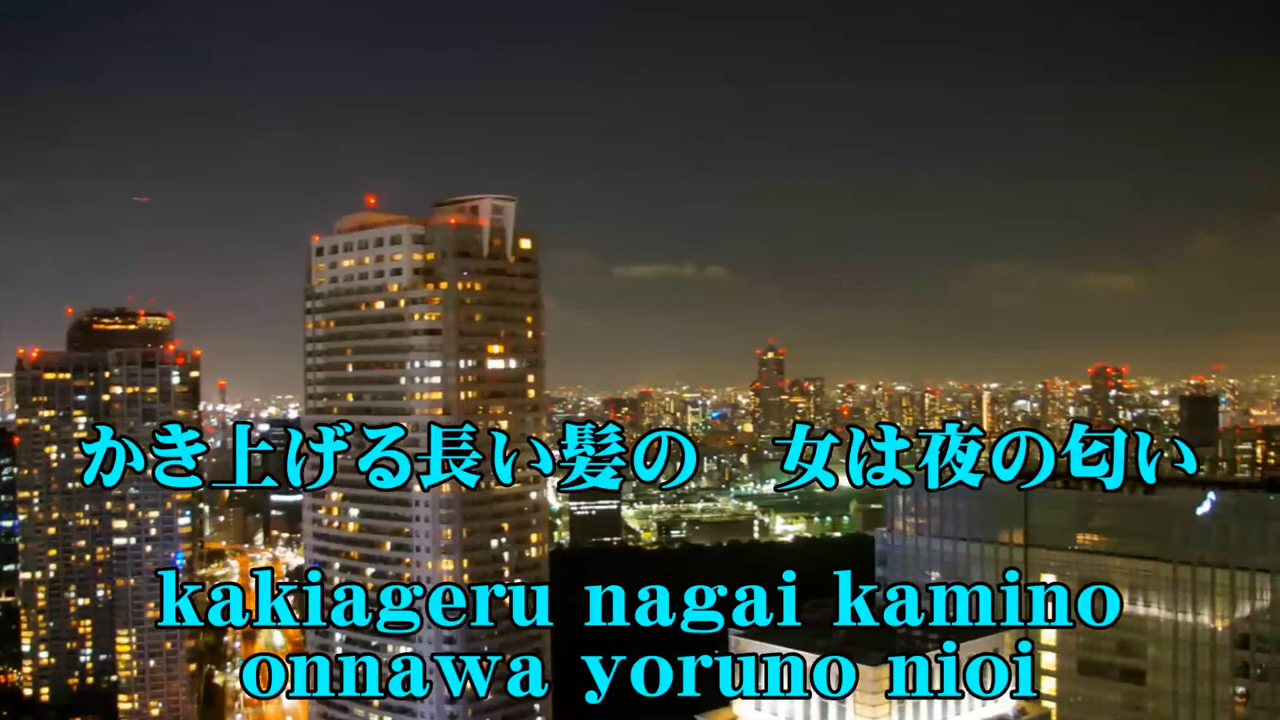 かき上げる長い髪の　女は夜の匂い
kakiageru nagai kamino
onnawa yoruno nioi